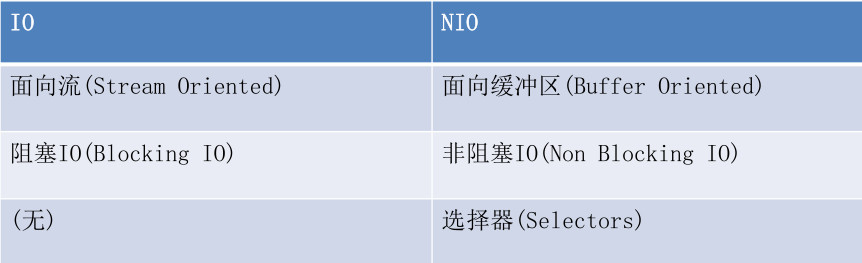 IO NIO
面向流(Stream Oriented) 面向缓冲区(Buffer Oriented)
阻塞IO(Blocking IO) 非阻塞IO(Non Blocking IO)
(无) 选择器(Selectors)